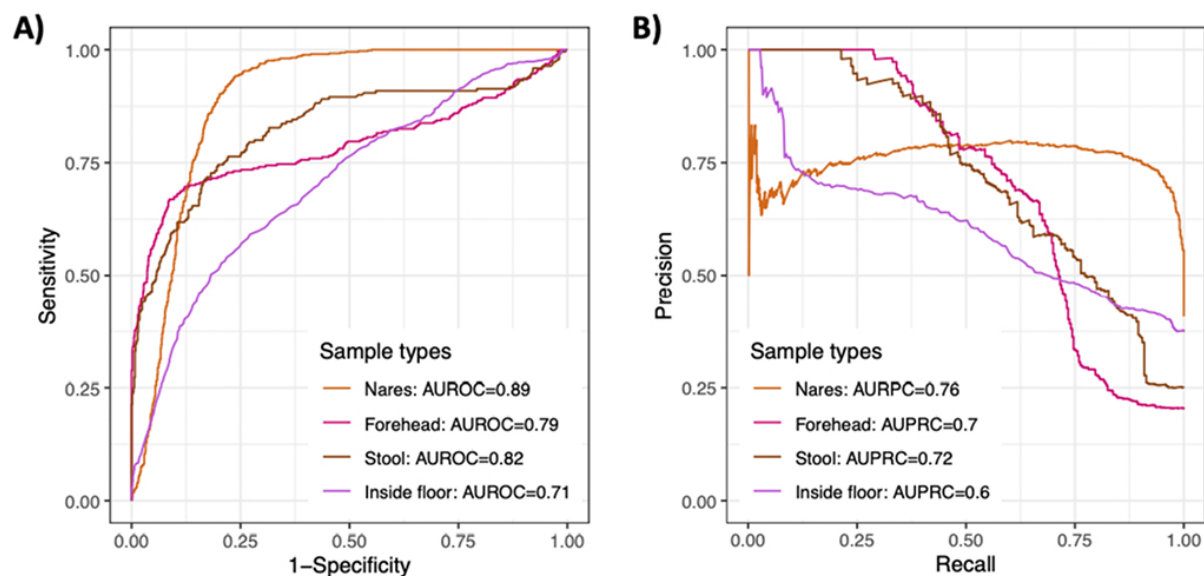 A)
1.00
0.75
0.50
0.25
0.00
Sensitivity
Sample types
Nares: AUROC=0.89
Forehead: AUROC=0.79
Stool: AUROC=0.82
Inside floor: AUROC=0.71
0.00 0.25 0.50 0.75 1.00
1−Specificity
B)
1.00
0.75
0.50
0.25
0.00
Precision
Sample types
Nares: AURPC=0.76
Forehead: AUPRC=0.7
Stool: AUPRC=0.72
Inside floor: AUPRC=0.6
0.00 0.25 0.50 0.75 1.00
Recall